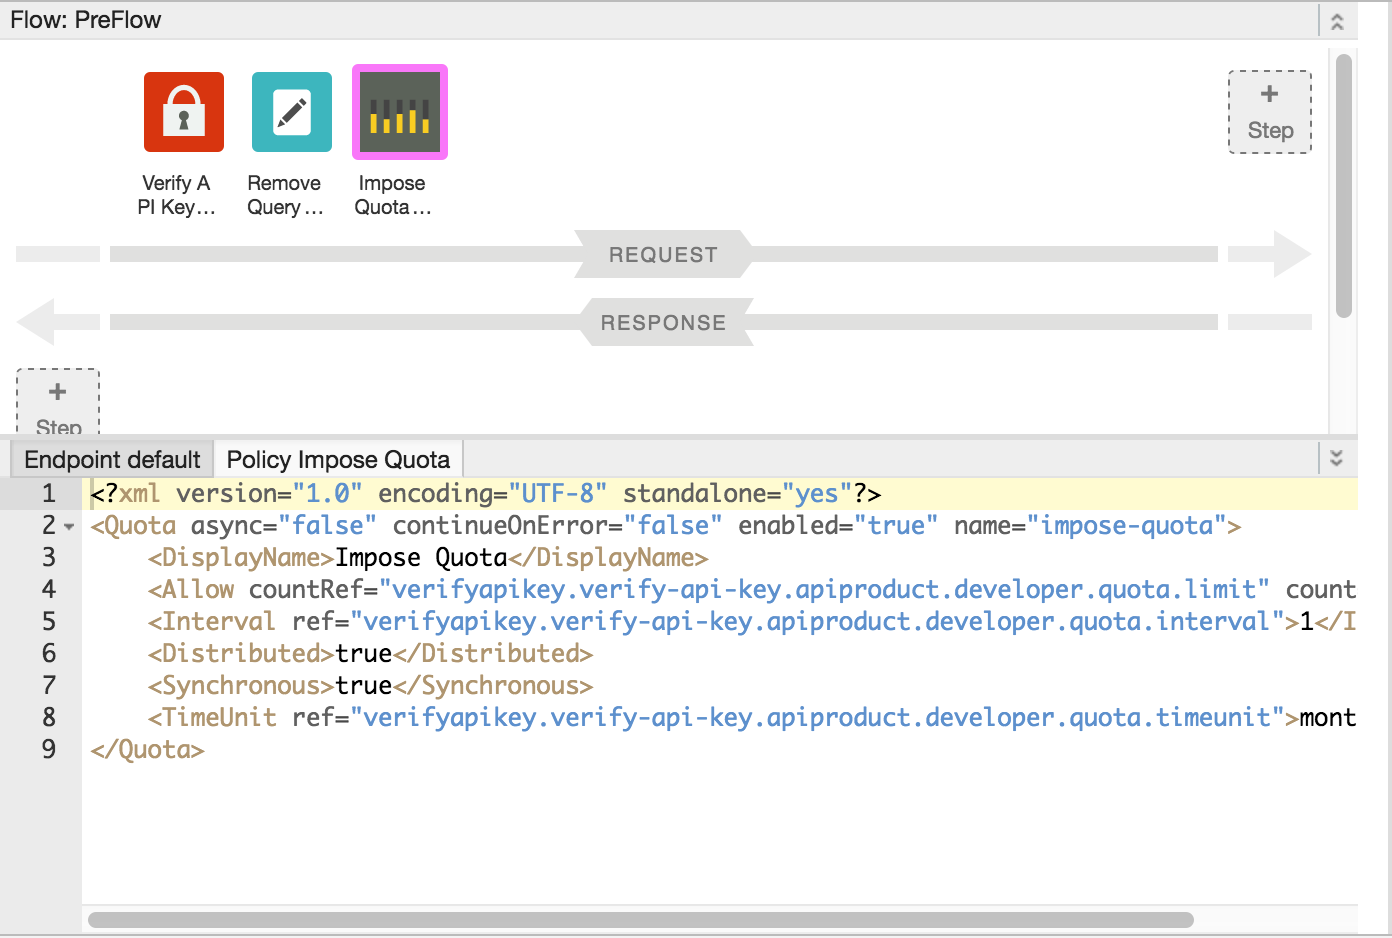 Flow: PreFlow
+
Step
Verify A
PI Key...
Remove
Query...
Impose
Quota...
REQUEST
RESPONSE
+
Step
Endpoint default
Policy Impose Quota
1 <?xml version="1.0" encoding="UTF-8" standalone="yes"?>
2 <Quota async="false" continueOnError="false" enabled="true" name="impose-quota">
3 <DisplayName>Impose Quota</DisplayName>
4 <Allow countRef="verifyapikey.verify-api-key.apiproduct.developer.quota.limit" count
5 <Interval ref="verifyapikey.verify-api-key.apiproduct.developer.quota.interval">1</I
6 <Distributed>true</Distributed>
7 <Synchronous>true</Synchronous>
8 <TimeUnit ref="verifyapikey.verify-api-key.apiproduct.developer.quota.timeunit">mont
9 </Quota>